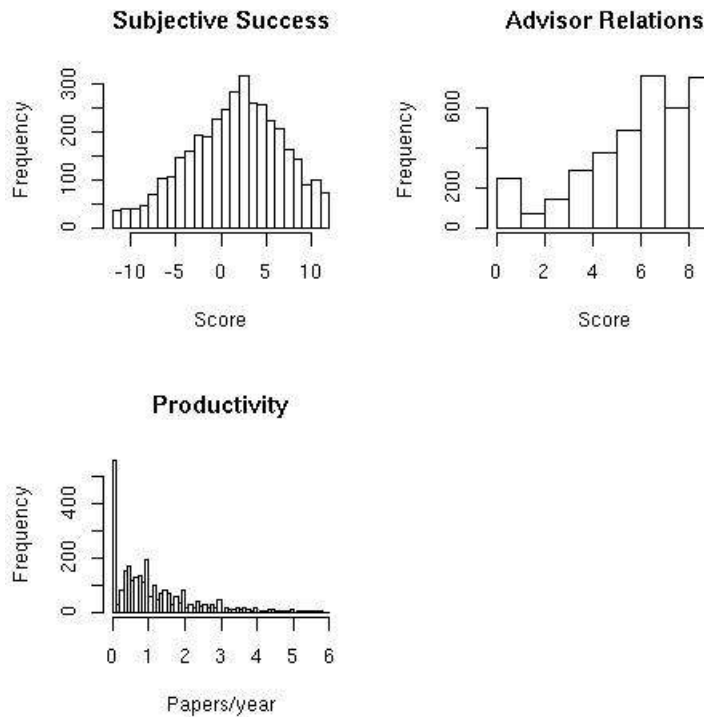 Subjective Success
Frequency
0
100
200
300
-10 -5 0 5 10
Score
Advisor Relations
Frequency
0
200
600
0 2 4 6 8
Score
Productivity
Frequency
0
200
400
0 1 2 3 4 5 6
Papers/year